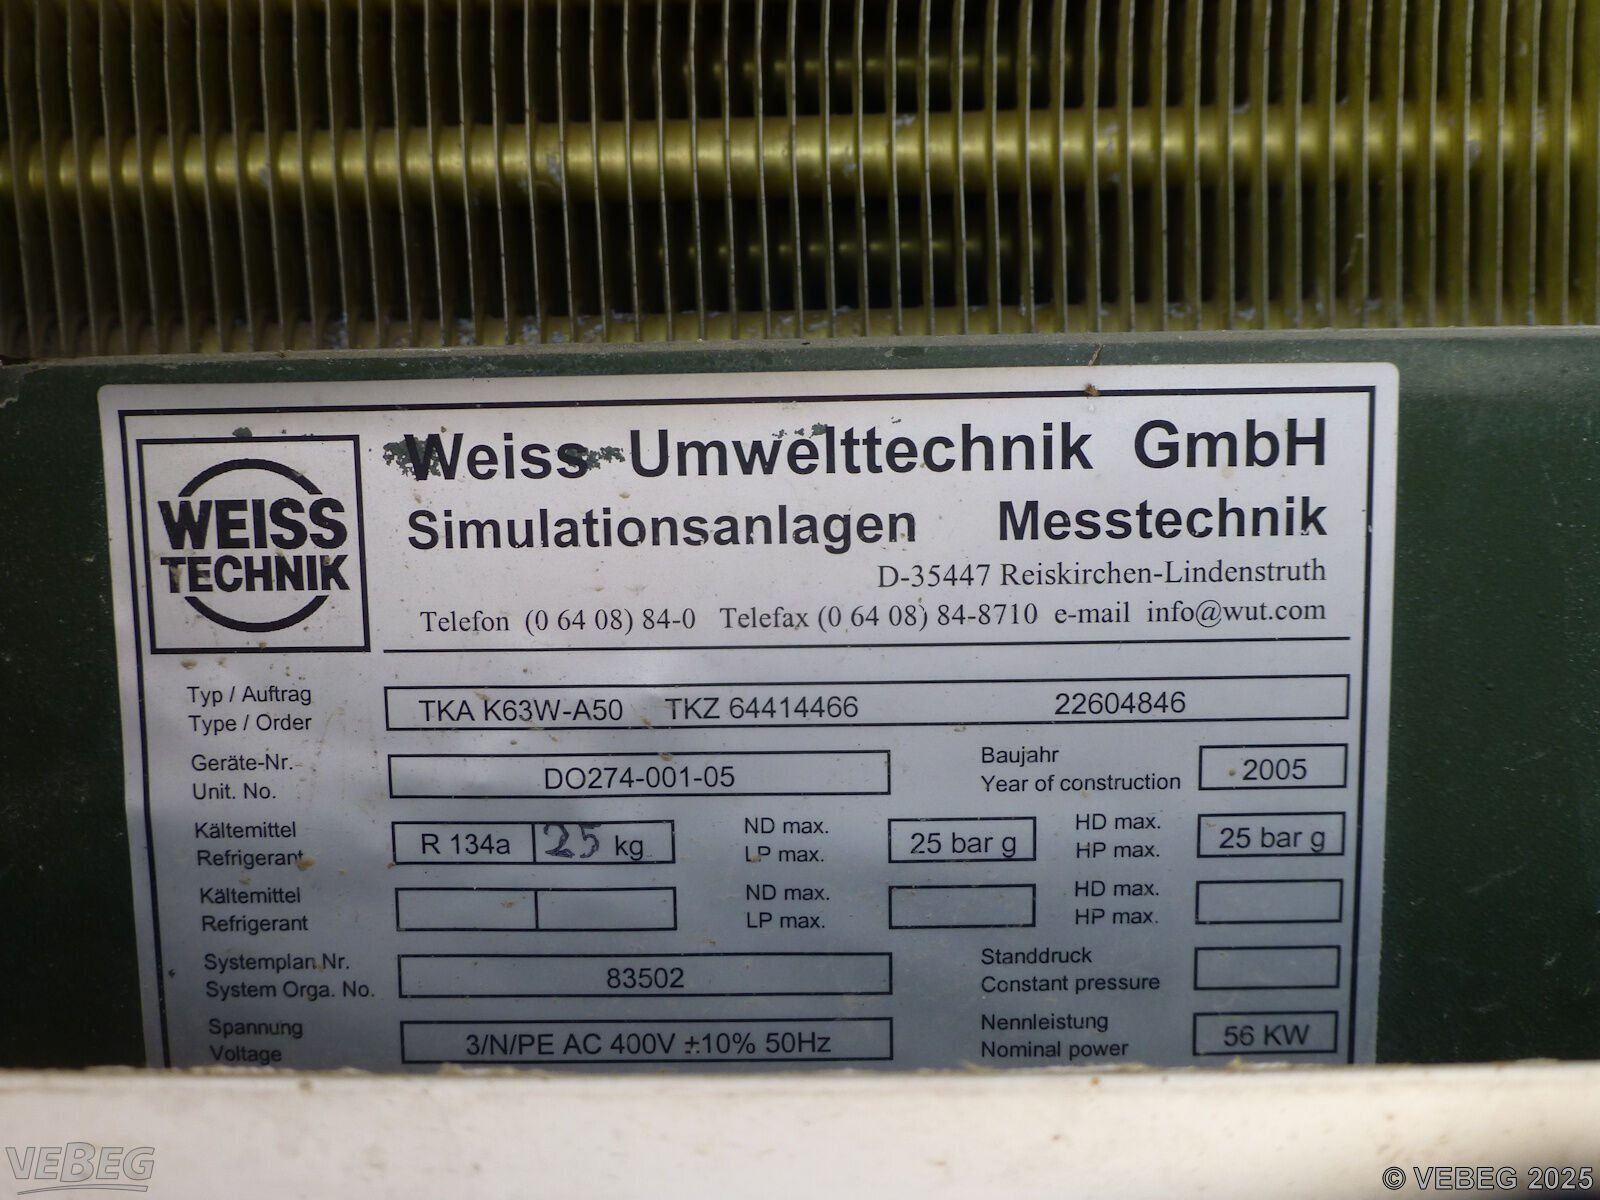 WEISS
TECHNIK
Weiss Umwelttechnik GmbH
Simulationsanlagen Messtechnik
D-35447 Reiskirchen-Lindenstruth
Telefon (0 64 08) 84-0 Telefax (0 64 08) 84-8710 e-mail info@wut.com
Typ / Auftrag
Type / Order
TKA K63W-A50 TKZ 64414466 22604846
Geräte-Nr.
Unit. No.
DO274-001-05
Baujahr
Year of construction
2005
Kältemittel
Refrigerant
R 134a 25 kg
ND max.
LP max.
25 bar g
HD max.
HP max.
25 bar g
Kältemittel
Refrigerant
ND max.
LP max.
HD max.
HP max.
Systemplan Nr.
System Orga. No.
83502
Standdruck
Constant pressure
Spannung
Voltage
3/N/PE AC 400V ±10% 50Hz
Nennleistung
Nominal power
56 KW
VEBEG
© VEBEG 2025